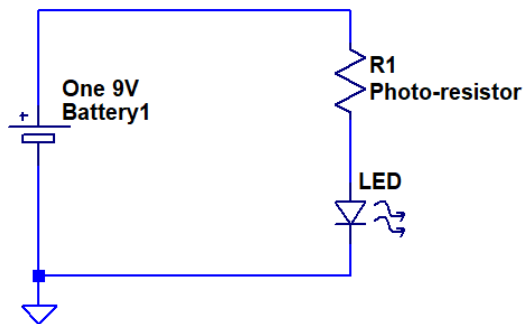 One 9V
Battery1
+
R1
Photo-resistor
LED